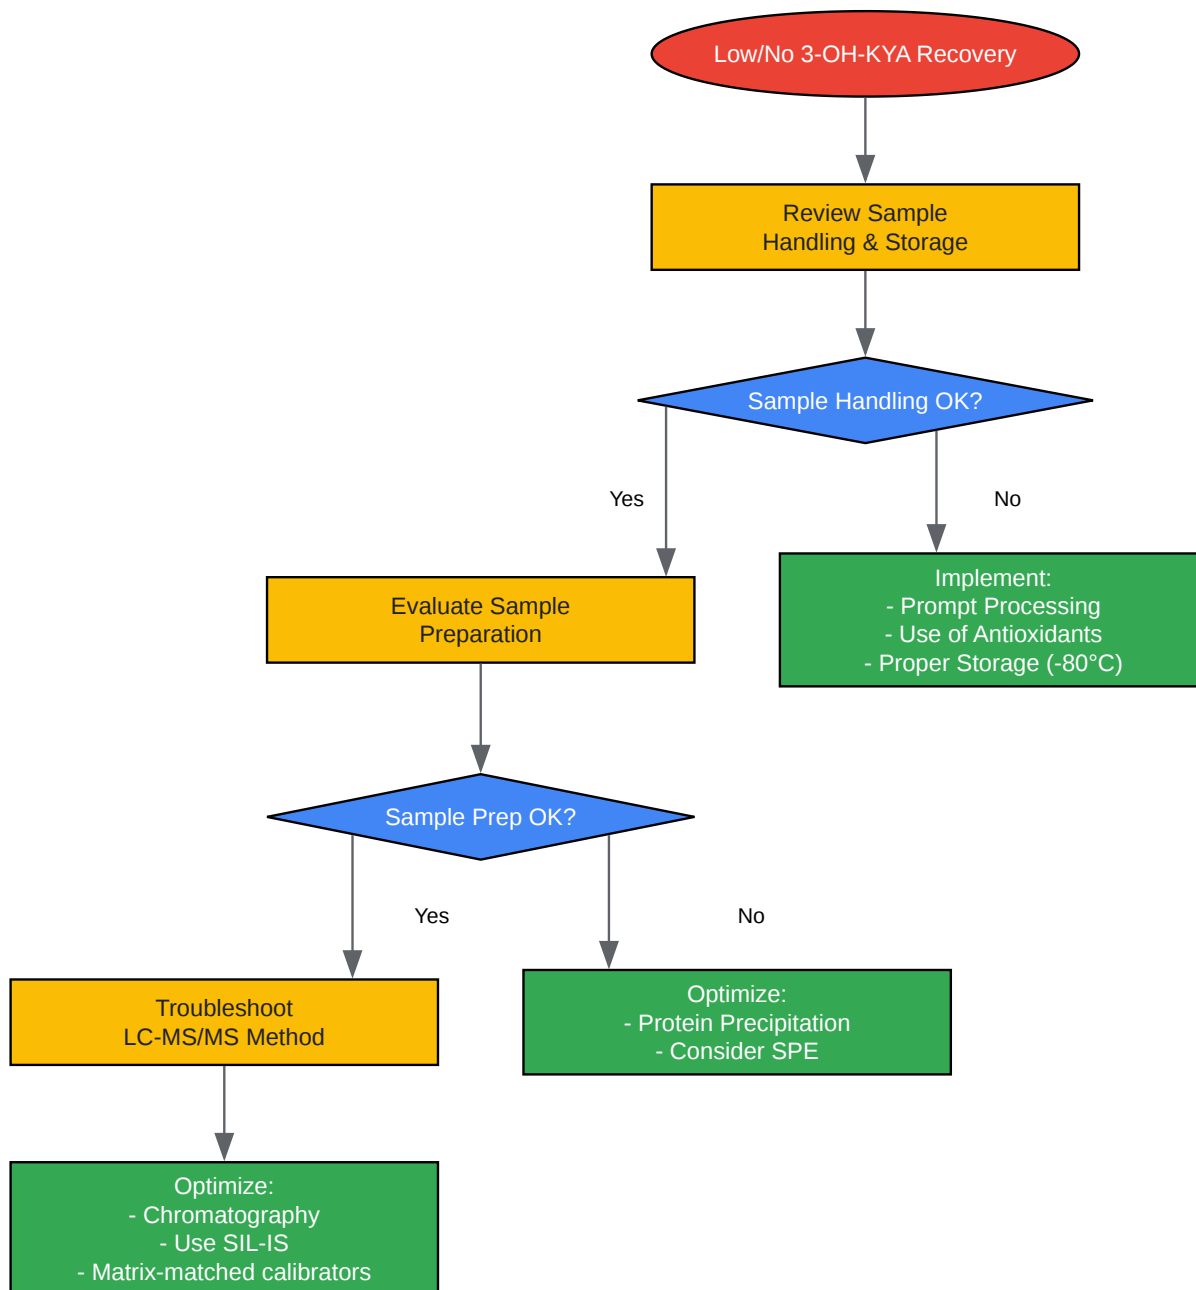 Low/No 3-OH-KYA Recovery
Review Sample
Handling & Storage
Sample Handling OK?
Yes
No
Implement:
- Prompt Processing
- Use of Antioxidants
- Proper Storage (-80°C)
Evaluate Sample
Preparation
Sample Prep OK?
Yes
No
Optimize:
- Protein Precipitation
- Consider SPE
Troubleshoot
LC-MS/MS Method
Optimize:
- Chromatography
- Use SIL-IS
- Matrix-matched calibrators